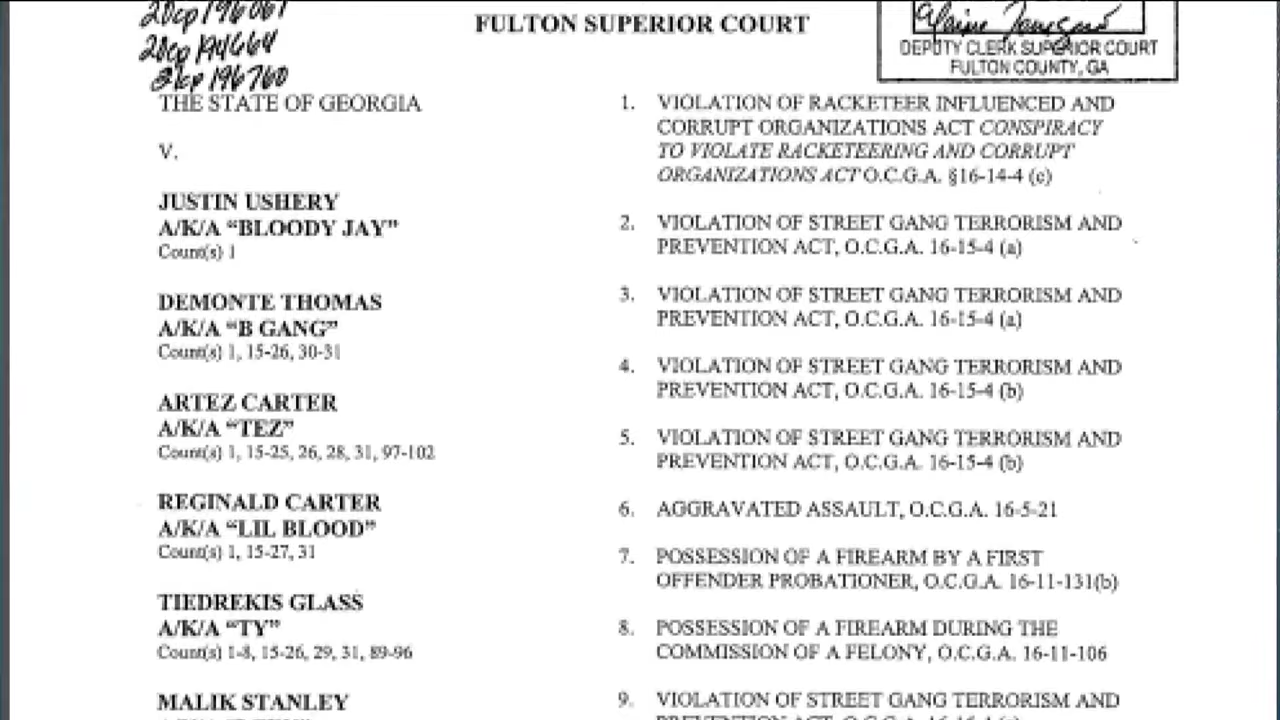 20cp196061
FULTON SUPERIOR COURT
20cp194664
DEPUTY CLERK SUPERIOR COURT
FULTON COUNTY, GA
21cp196760
THE STATE OF GEORGIA
V.
JUSTIN USHERY
A/K/A “BLOODY JAY”
Count(s) 1
DEMONTE THOMAS
A/K/A “B GANG”
Count(s) 1, 15-26, 30-31
ARTEZ CARTER
A/K/A “TEZ”
Count(s) 1, 15-25, 26, 28, 31, 97-102
REGINALD CARTER
A/K/A “LIL BLOOD”
Count(s) 1, 15-27, 31
TIEDREKIS GLASS
A/K/A “TY”
Count(s) 1-8, 15-26, 29, 31, 89-96
MALIK STANLEY
1. VIOLATION OF RACKETEER INFLUENCED AND
CORRUPT ORGANIZATIONS ACT CONSPIRACY
TO VIOLATE RACKETEERING AND CORRUPT
ORGANIZATIONS ACT O.C.G.A. §16-14-4 (c)
2. VIOLATION OF STREET GANG TERRORISM AND
PREVENTION ACT, O.C.G.A. 16-15-4 (a)
3. VIOLATION OF STREET GANG TERRORISM AND
PREVENTION ACT, O.C.G.A. 16-15-4 (a)
4. VIOLATION OF STREET GANG TERRORISM AND
PREVENTION ACT, O.C.G.A. 16-15-4 (b)
5. VIOLATION OF STREET GANG TERRORISM AND
PREVENTION ACT, O.C.G.A. 16-15-4 (b)
6. AGGRAVATED ASSAULT, O.C.G.A. 16-5-21
7. POSSESSION OF A FIREARM BY A FIRST
OFFENDER PROBATIONER, O.C.G.A. 16-11-131(b)
8. POSSESSION OF A FIREARM DURING THE
COMMISSION OF A FELONY, O.C.G.A. 16-11-106
9. VIOLATION OF STREET GANG TERRORISM AND